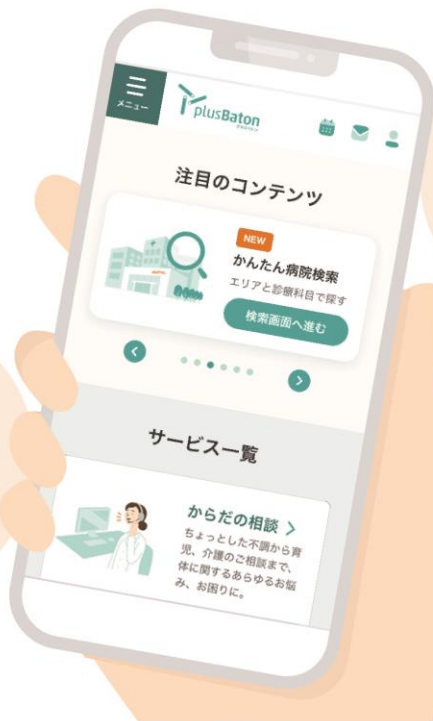 メニュー
plusBaton
注目のコンテンツ
NEW
かんたん病院検索
エリアと診療科目で探す
検索画面へ進む
サービス一覧
からだの相談
ちょっとした不調から育
児、介護のご相談まで、
体に関するあらゆるお悩
み、お困りに。